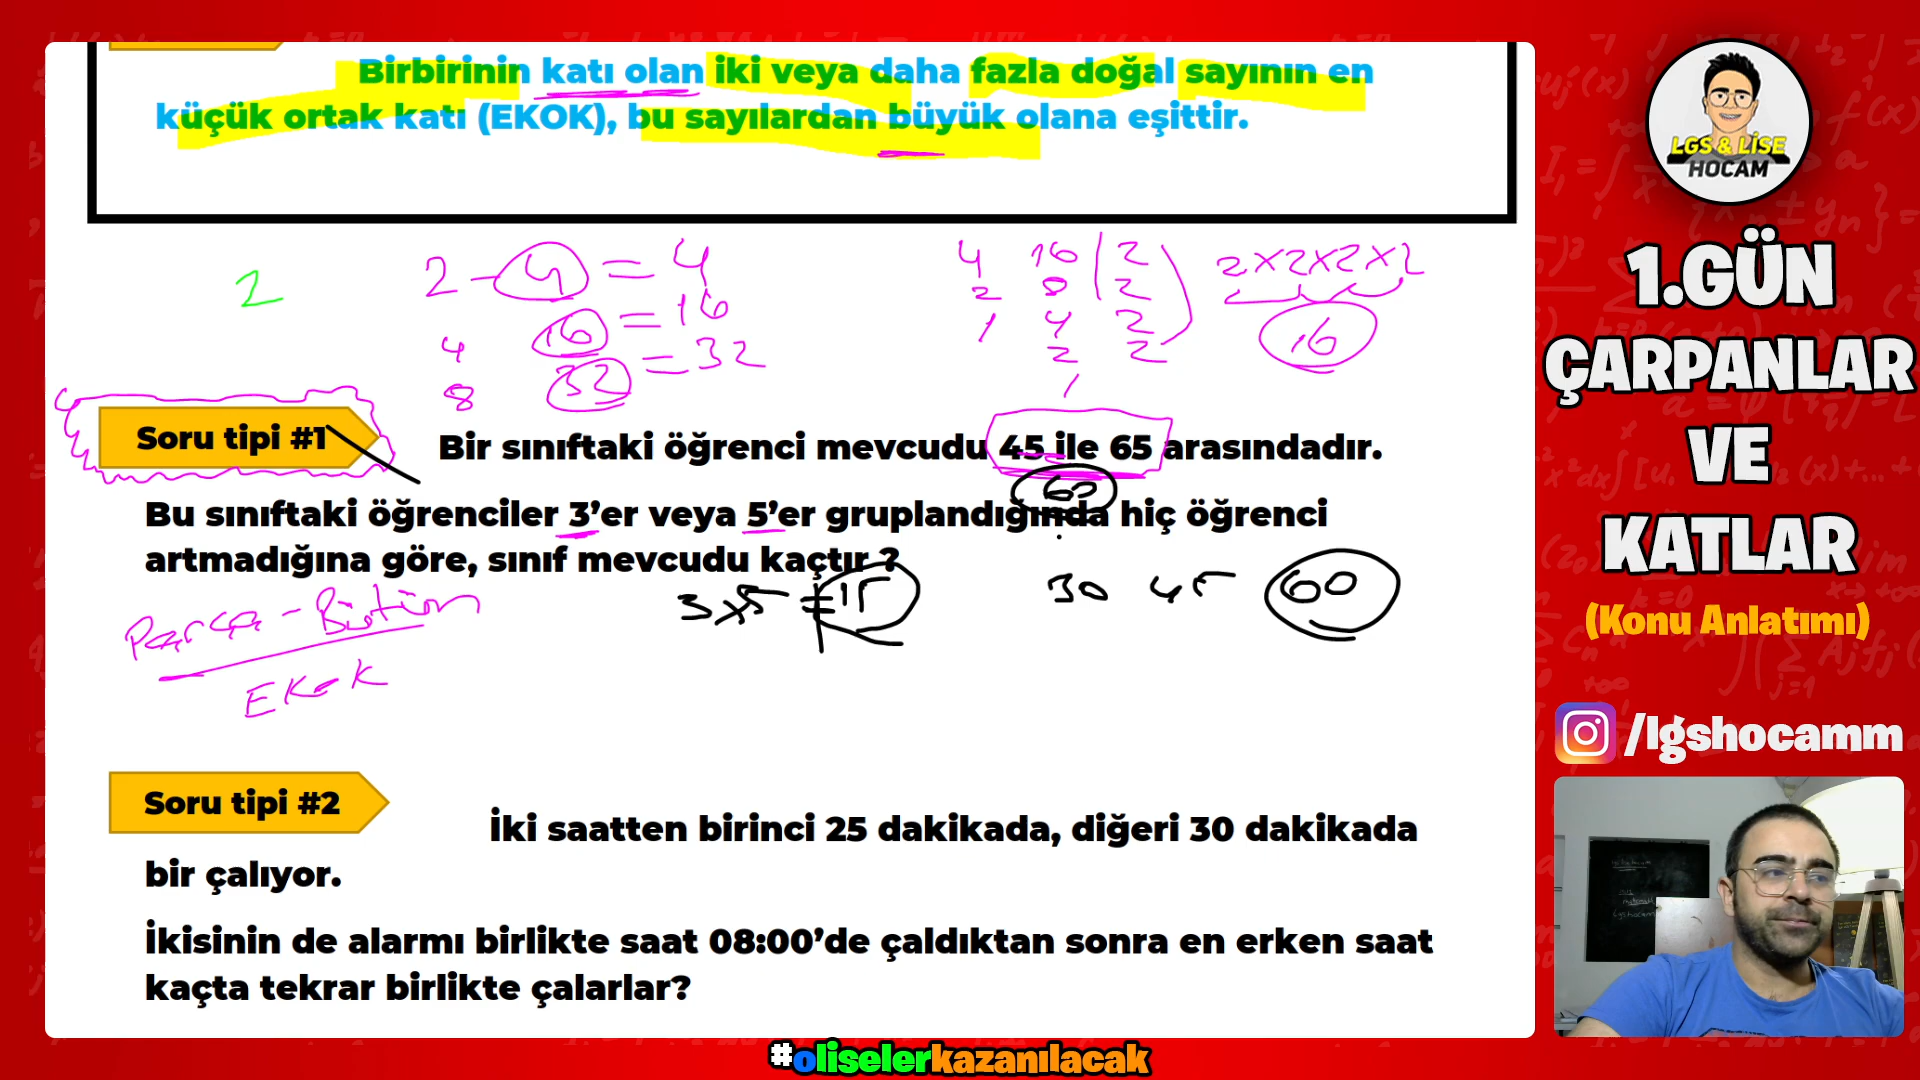 Birbirinin katı olan iki veya daha fazla doğal sayının en
küçük ortak katı (EKOK), bu sayılardan büyük olana eşittir.
2
2 - 4 = 4
16 = 16
4
32 = 32
8
4 16 2
2 8 2
1 4 2
2 2
1
2x2x2x2
16
Soru tipi #1
Bir sınıftaki öğrenci mevcudu 45 ile 65 arasındadır.
60
Bu sınıftaki öğrenciler 3’er veya 5’er gruplandığında hiç öğrenci
artmadığına göre, sınıf mevcudu kaçtır ?
3x5 = 15
30 45 60
Parça - Bütün
EKOK
Soru tipi #2
İki saatten birinci 25 dakikada, diğeri 30 dakikada
bir çalıyor.
İkisinin de alarmı birlikte saat 08:00’de çaldıktan sonra en erken saat
kaçta tekrar birlikte çalarlar?
LGS & LİSE
HOCAM
1.GÜN
ÇARPANLAR
VE
KATLAR
(Konu Anlatımı)
/lgshocamm
#oliselerkazanılacak